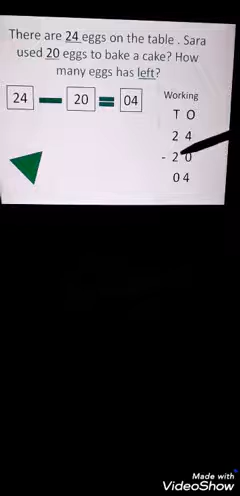 There are 24 eggs on the table . Sara
used 20 eggs to bake a cake? How
many eggs has left?
24 - 20 = 04
Working
T O
2 4
- 2 0
0 4
Made with
VideoShow